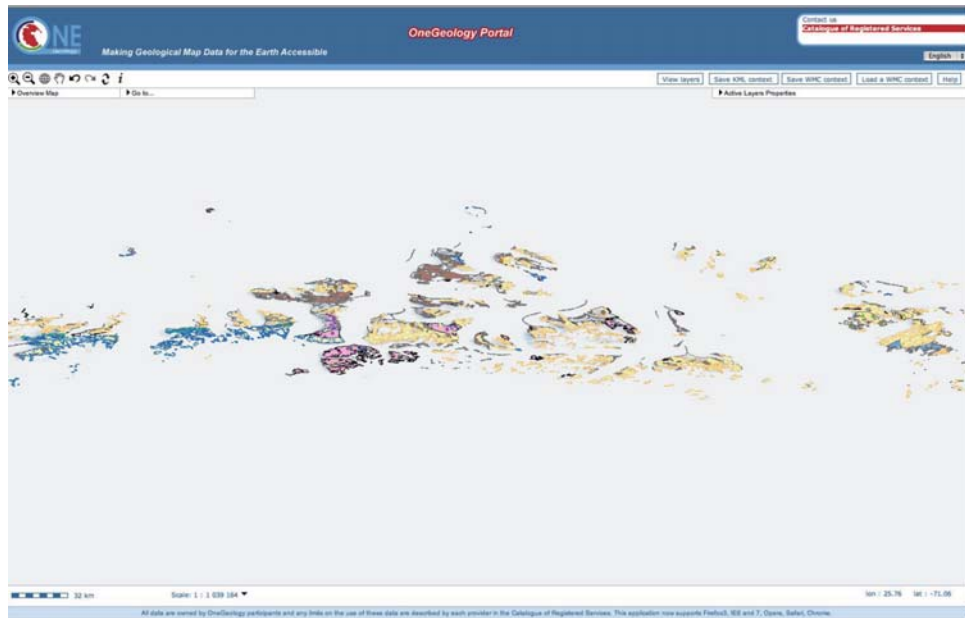 Contact us
Catalogue of Registered Services
NE
OneGeology Portal
Making Geological Map Data for the Earth Accessible
English
View layers Save KML context Save WMC context Load a WMC context Help
Overview Map Go to... Active Layers Properties
32 km Scale: 1 : 1 039 164 lon : 25.76 lat : -71.06
All data are owned by OneGeology participants and any limits on the use of these data are described by each provider in the Catalogue of Registered Services. This application now supports Firefox3, IE6 and 7, Opera, Safari, Chrome.